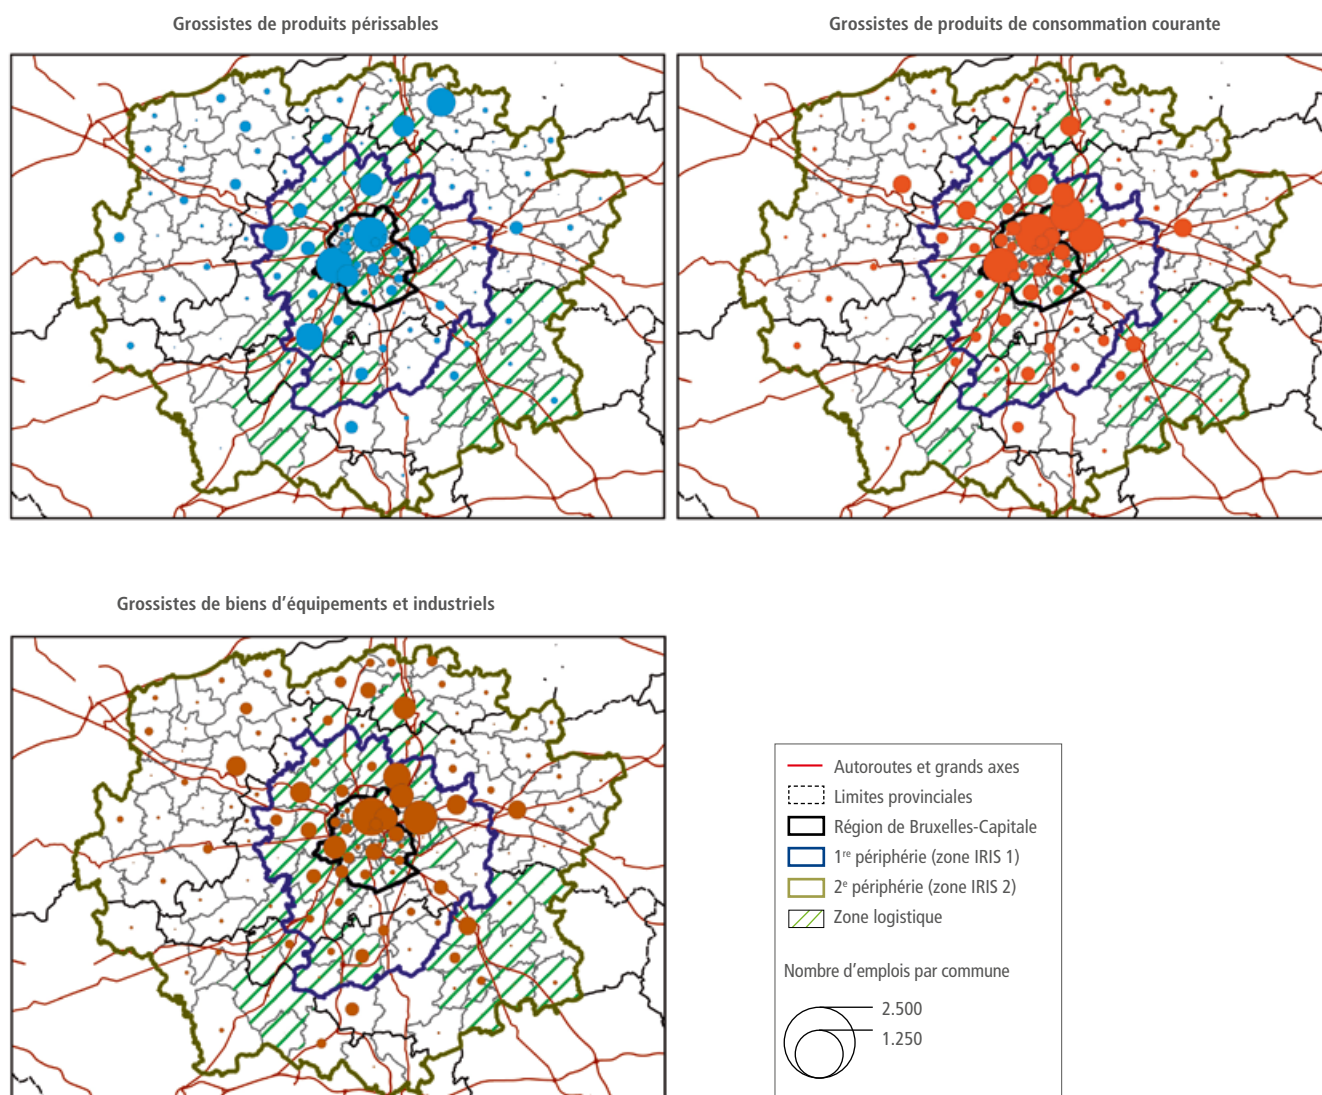 Grossistes de produits périssables
Grossistes de produits de consommation courante
Grossistes de biens d'équipements et industriels
Autoroutes et grands axes
Limites provinciales
Région de Bruxelles-Capitale
1re périphérie (zone IRIS 1)
2e périphérie (zone IRIS 2)
Zone logistique
Nombre d'emplois par commune
2.500
1.250